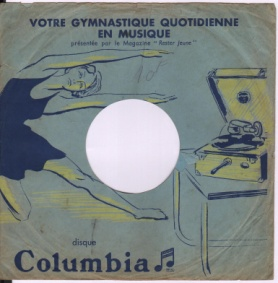 VOTRE GYMNASTIQUE QUOTIDIENNE
EN MUSIQUE
présentée par le Magazine "Rester Jeune"
disque
Columbia